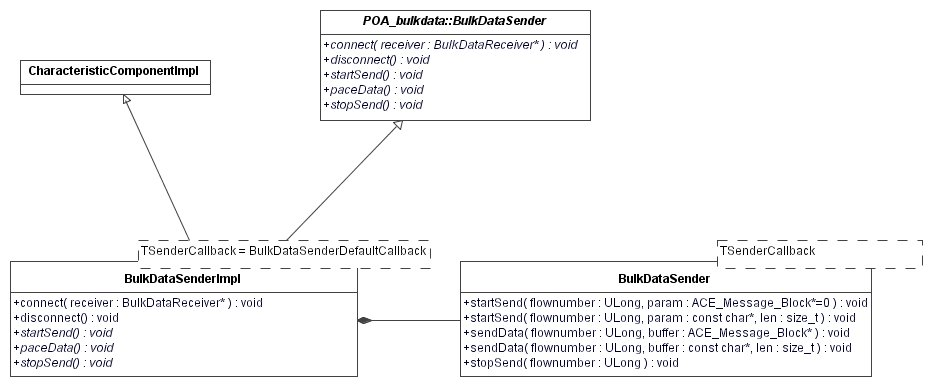 POA_bulkdata::BulkDataSender
+connect( receiver : BulkDataReceiver* ) : void
+disconnect() : void
+startSend() : void
+paceData() : void
+stopSend() : void
CharacteristicComponentImpl
TSenderCallback = BulkDataSenderDefaultCallback
BulkDataSenderImpl
+connect( receiver : BulkDataReceiver* ) : void
+disconnect() : void
+startSend() : void
+paceData() : void
+stopSend() : void
TSenderCallback
BulkDataSender
+startSend( flownumber : ULong, param : ACE_Message_Block*=0 ) : void
+startSend( flownumber : ULong, param : const char*, len : size_t ) : void
+sendData( flownumber : ULong, buffer : ACE_Message_Block* ) : void
+sendData( flownumber : ULong, buffer : const char*, len : size_t ) : void
+stopSend( flownumber : ULong ) : void